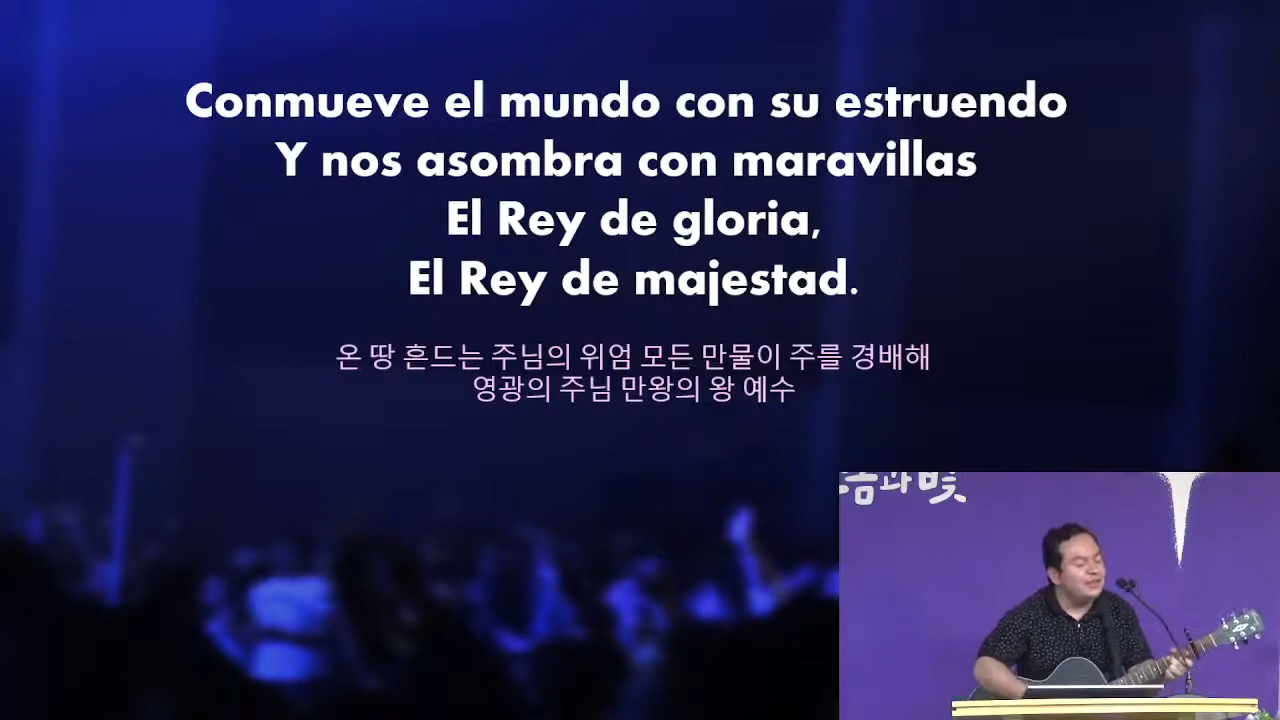 Conmueve el mundo con su estruendo
Y nos asombra con maravillas
El Rey de gloria,
El Rey de majestad.
온 땅 흔드는 주님의 위엄 모든 만물이 주를 경배해
영광의 주님 만왕의 왕 예수